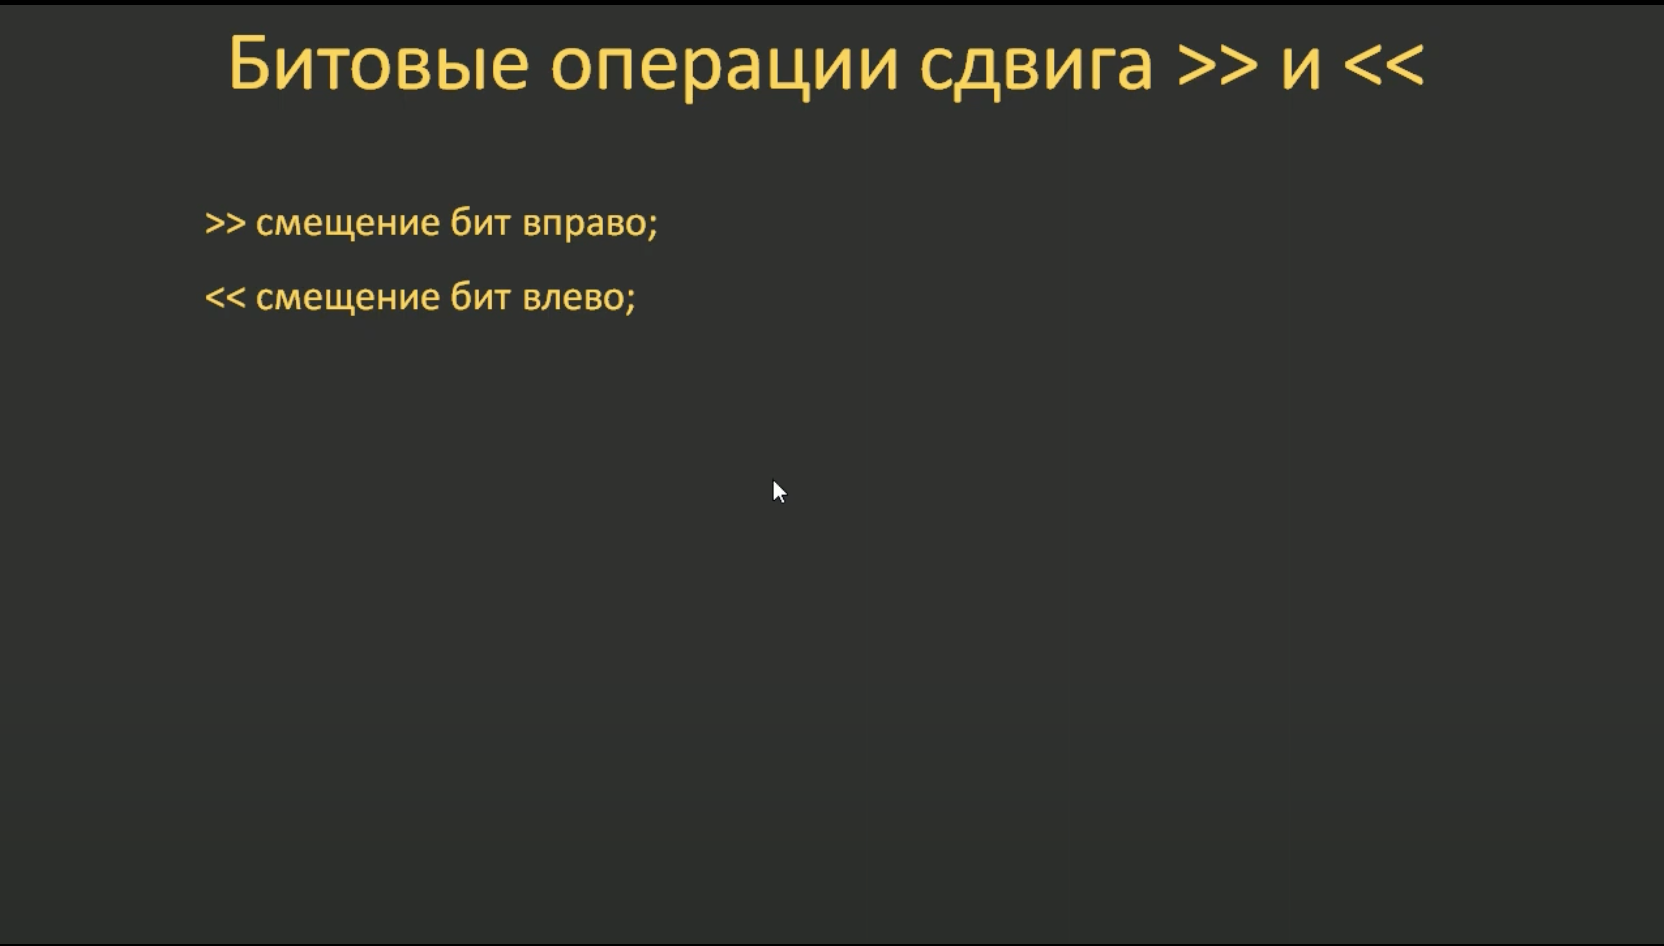 Битовые операции сдвига >> и <<
>> смещение бит вправо;
<< смещение бит влево;